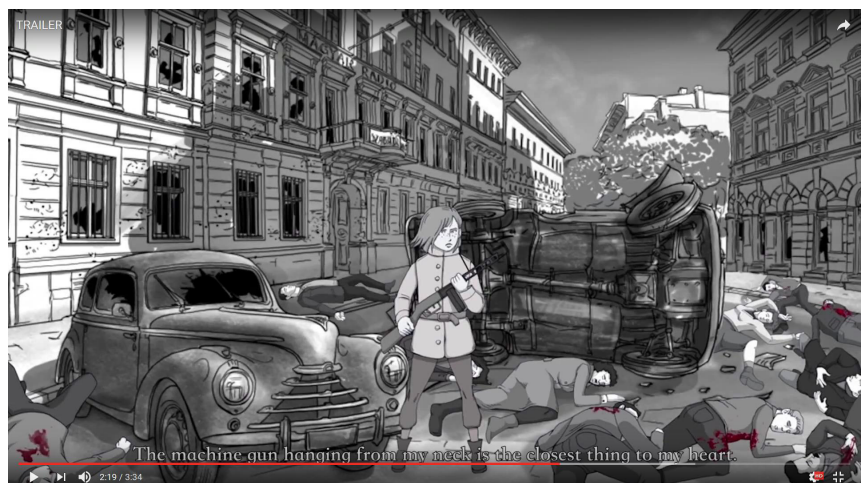 TRAILER
MAGYAR RÁDIÓ
The machine gun hanging from my neck is the closest thing to my heart.
2:19 / 3:34
HD